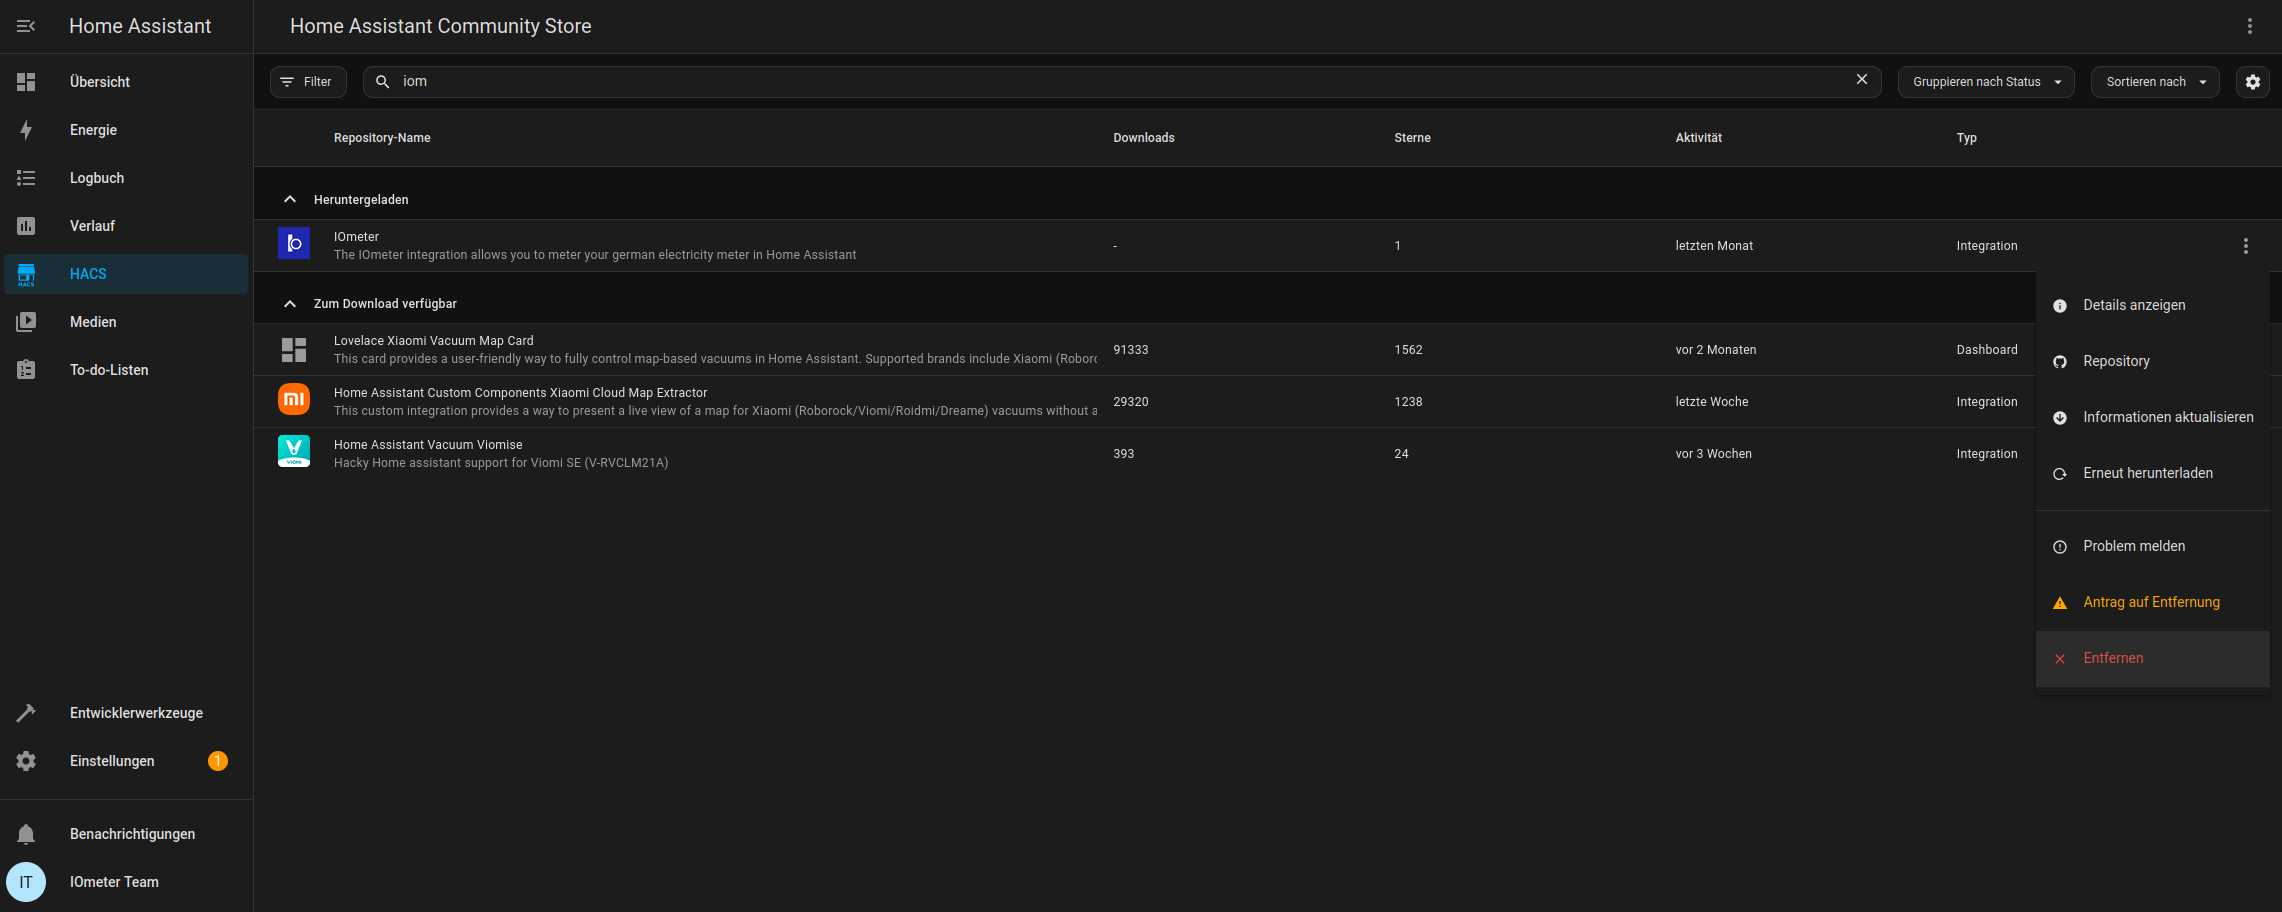 Home Assistant
Home Assistant Community Store
Übersicht
Energie
Logbuch
Verlauf
HACS
HACS
Medien
To-do-Listen
Entwicklerwerkzeuge
Einstellungen
1
Benachrichtigungen
IT
IOmeter Team
Filter
iom
Gruppieren nach Status
Sortieren nach
Repository-Name
Downloads
Sterne
Aktivität
Typ
Heruntergeladen
IOmeter
The IOmeter integration allows you to meter your german electricity meter in Home Assistant
-
1
letzten Monat
Integration
Zum Download verfügbar
Lovelace Xiaomi Vacuum Map Card
This card provides a user-friendly way to fully control map-based vacuums in Home Assistant. Supported brands include Xiaomi (Roborc
91333
1562
vor 2 Monaten
Dashboard
Home Assistant Custom Components Xiaomi Cloud Map Extractor
This custom integration provides a way to present a live view of a map for Xiaomi (Roborock/Viomi/Roidmi/Dreame) vacuums without a
29320
1238
letzte Woche
Integration
VIOMI
Home Assistant Vacuum Viomise
Hacky Home assistant support for Viomi SE (V-RVCLM21A)
393
24
vor 3 Wochen
Integration
Details anzeigen
Repository
Informationen aktualisieren
Erneut herunterladen
Problem melden
Antrag auf Entfernung
Entfernen